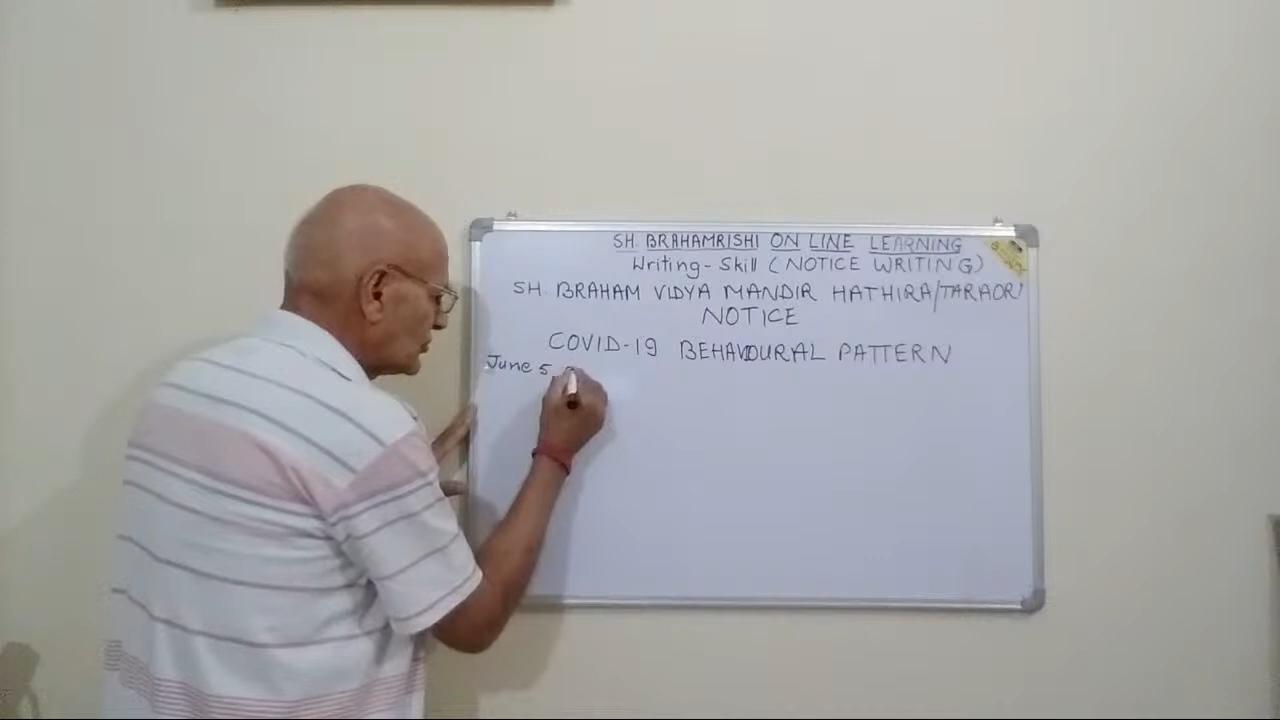 SH. BRAHAMRISHI ON LINE LEARNING
Writing-Skill (NOTICE WRITING)
SH. BRAHAM VIDYA MANDIR HATHIRA/TARAORI
NOTICE
COVID-19 BEHAVOURAL PATTERN
June 5